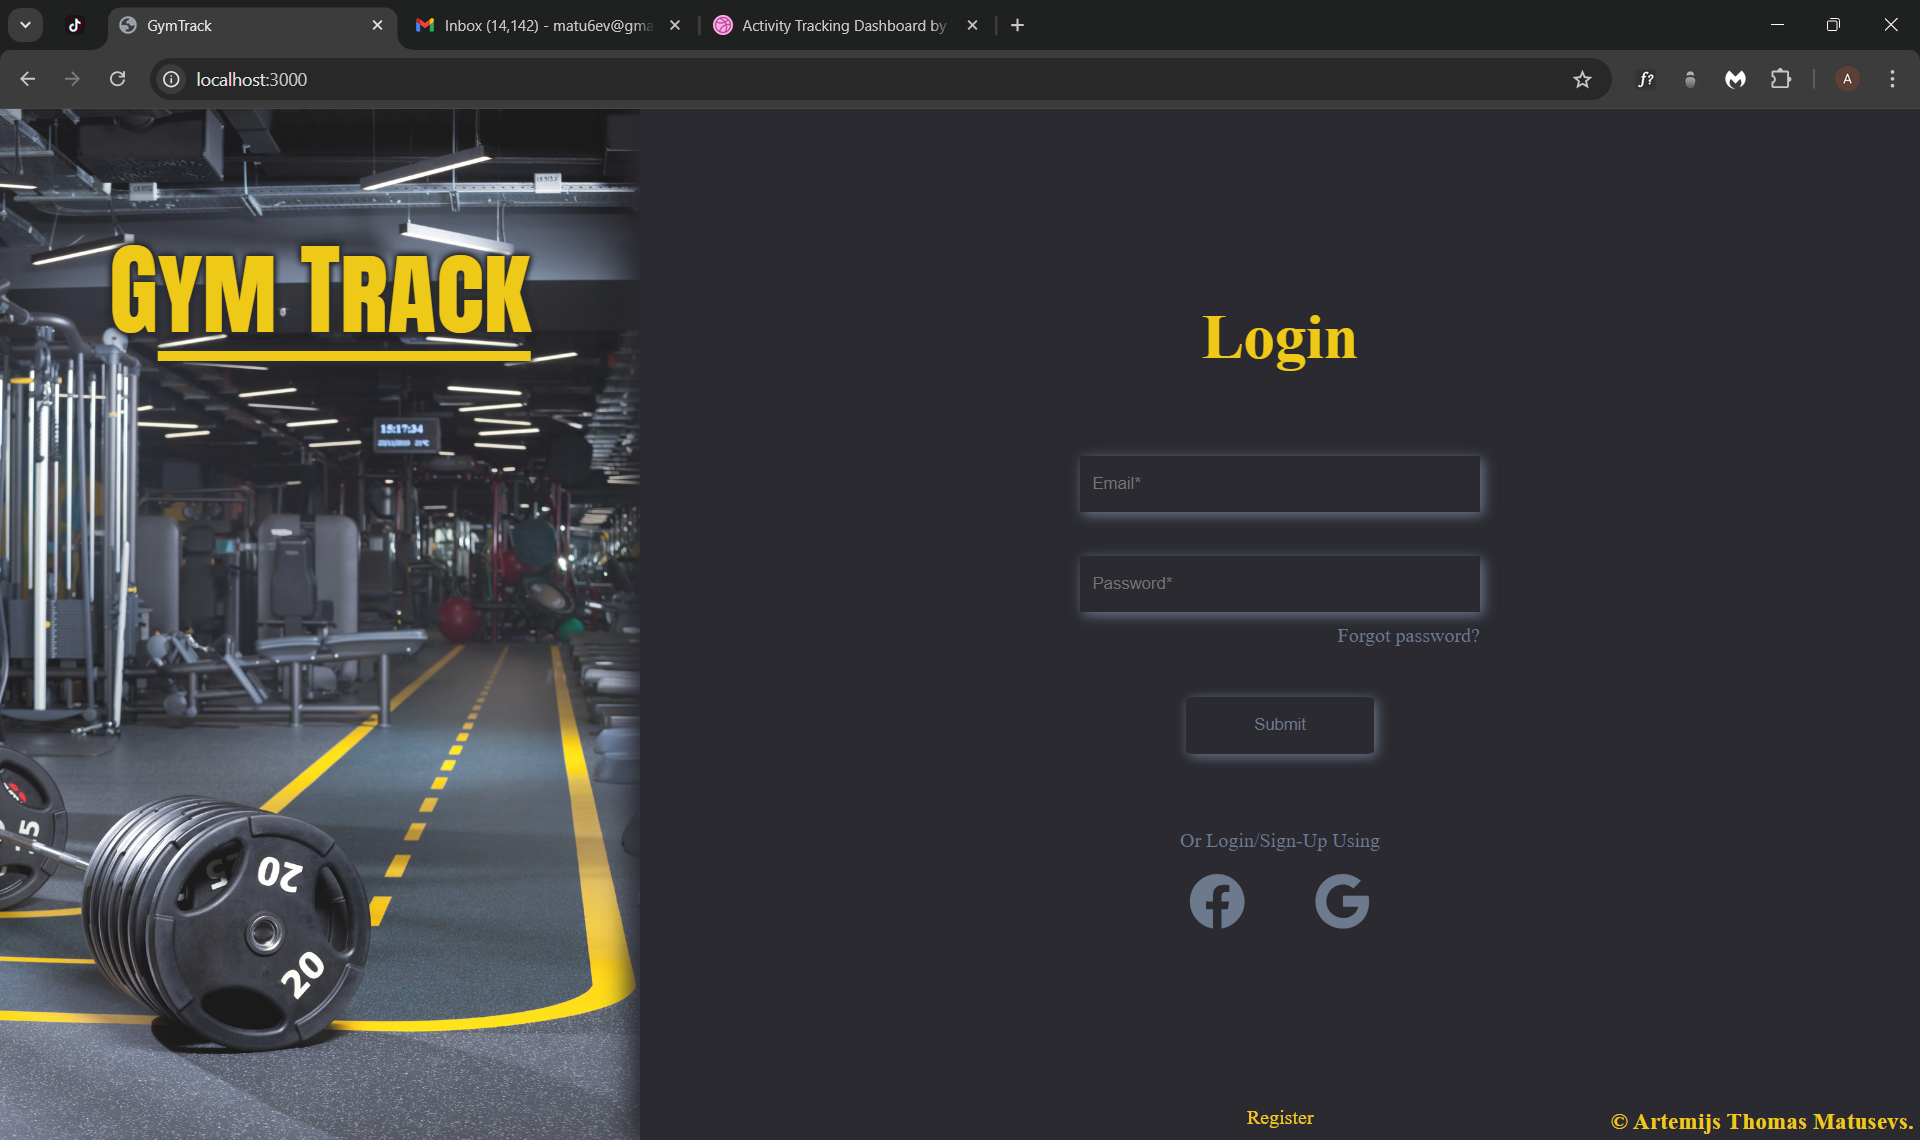 GymTrack
Inbox (14,142) - matu6ev@gma
Activity Tracking Dashboard by
localhost:3000
f?
A
GYM TRACK
15:17:34
Login
Email*
Password*
Forgot password?
Submit
Or Login/Sign-Up Using
20
20
Register
© Artemijs Thomas Matusevs.